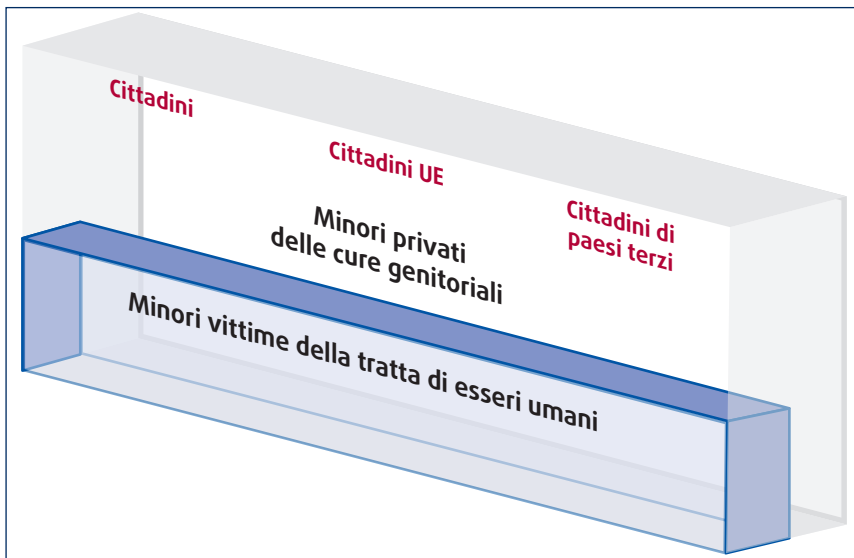 Cittadini
Cittadini UE
Cittadini di
paesi terzi
Minori privati
delle cure genitoriali
Minori vittime della tratta di esseri umani